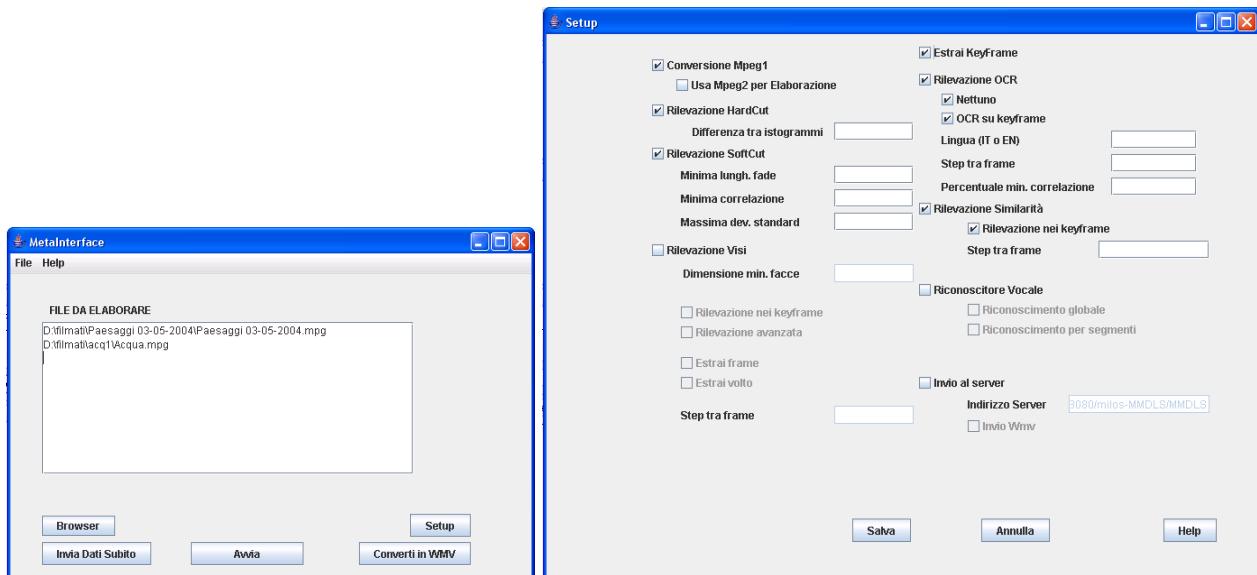 MetaInterface
File Help
FILE DA ELABORARE
D:\filmati\Paesaggi 03-05-2004\Paesaggi 03-05-2004.mpg
D:\filmati\acq1\Acqua.mpg
Browser
Setup
Invia Dati Subito
Avvia
Converti in WMV
Setup
Conversione Mpeg1
Usa Mpeg2 per Elaborazione
Rilevazione HardCut
Differenza tra istogrammi
Rilevazione SoftCut
Minima lungh. fade
Minima correlazione
Massima dev. standard
Rilevazione Visi
Dimensione min. facce
Rilevazione nei keyframe
Rilevazione avanzata
Estrai frame
Estrai volto
Step tra frame
Estrai KeyFrame
Rilevazione OCR
Nettuno
OCR su keyframe
Lingua (IT o EN)
Step tra frame
Percentuale min. correlazione
Rilevazione Similarità
Rilevazione nei keyframe
Step tra frame
Riconoscitore Vocale
Riconoscimento globale
Riconoscimento per segmenti
Invio al server
Indirizzo Server
8080/milos-MMDLS/MMDLS
Invio Wmv
Salva
Annulla
Help